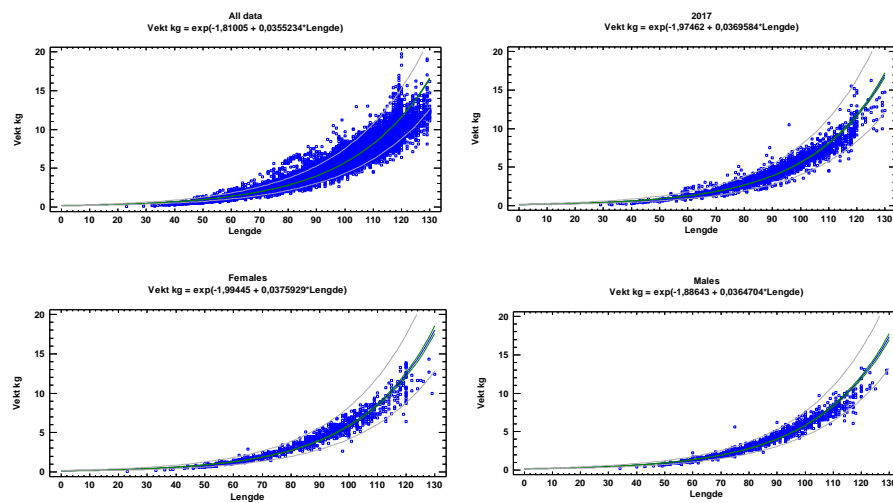 All data
Vekt kg = exp(-1,81005 + 0,0355234*Lengde)
20
15
10
5
0
Vekt kg
0 10 20 30 40 50 60 70 80 90 100 110 120 130
Lengde
2017
Vekt kg = exp(-1,97462 + 0,0369584*Lengde)
20
15
10
5
0
Vekt kg
0 10 20 30 40 50 60 70 80 90 100 110 120 130
Lengde
Females
Vekt kg = exp(-1,99445 + 0,0375929*Lengde)
20
15
10
5
0
Vekt kg
0 10 20 30 40 50 60 70 80 90 100 110 120 130
Lengde
Males
Vekt kg = exp(-1,88643 + 0,0364704*Lengde)
20
15
10
5
0
Vekt kg
0 10 20 30 40 50 60 70 80 90 100 110 120 130
Lengde